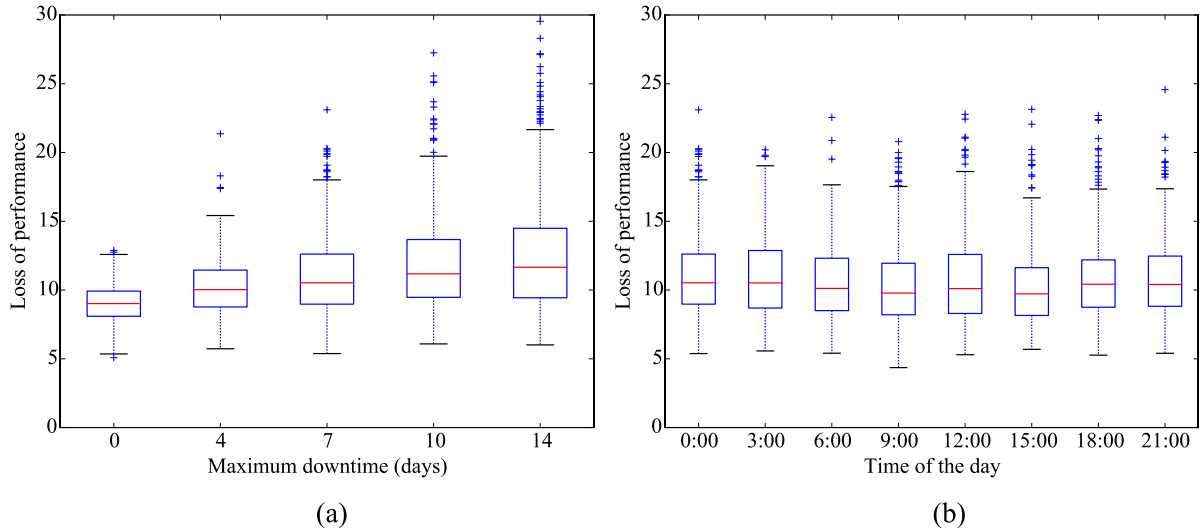 30
25
20
15
10
5
0
Loss of performance
0 4 7 10 14
Maximum downtime (days)
(a)
30
25
20
15
10
5
0
Loss of performance
0:00 3:00 6:00 9:00 12:00 15:00 18:00 21:00
Time of the day
(b)